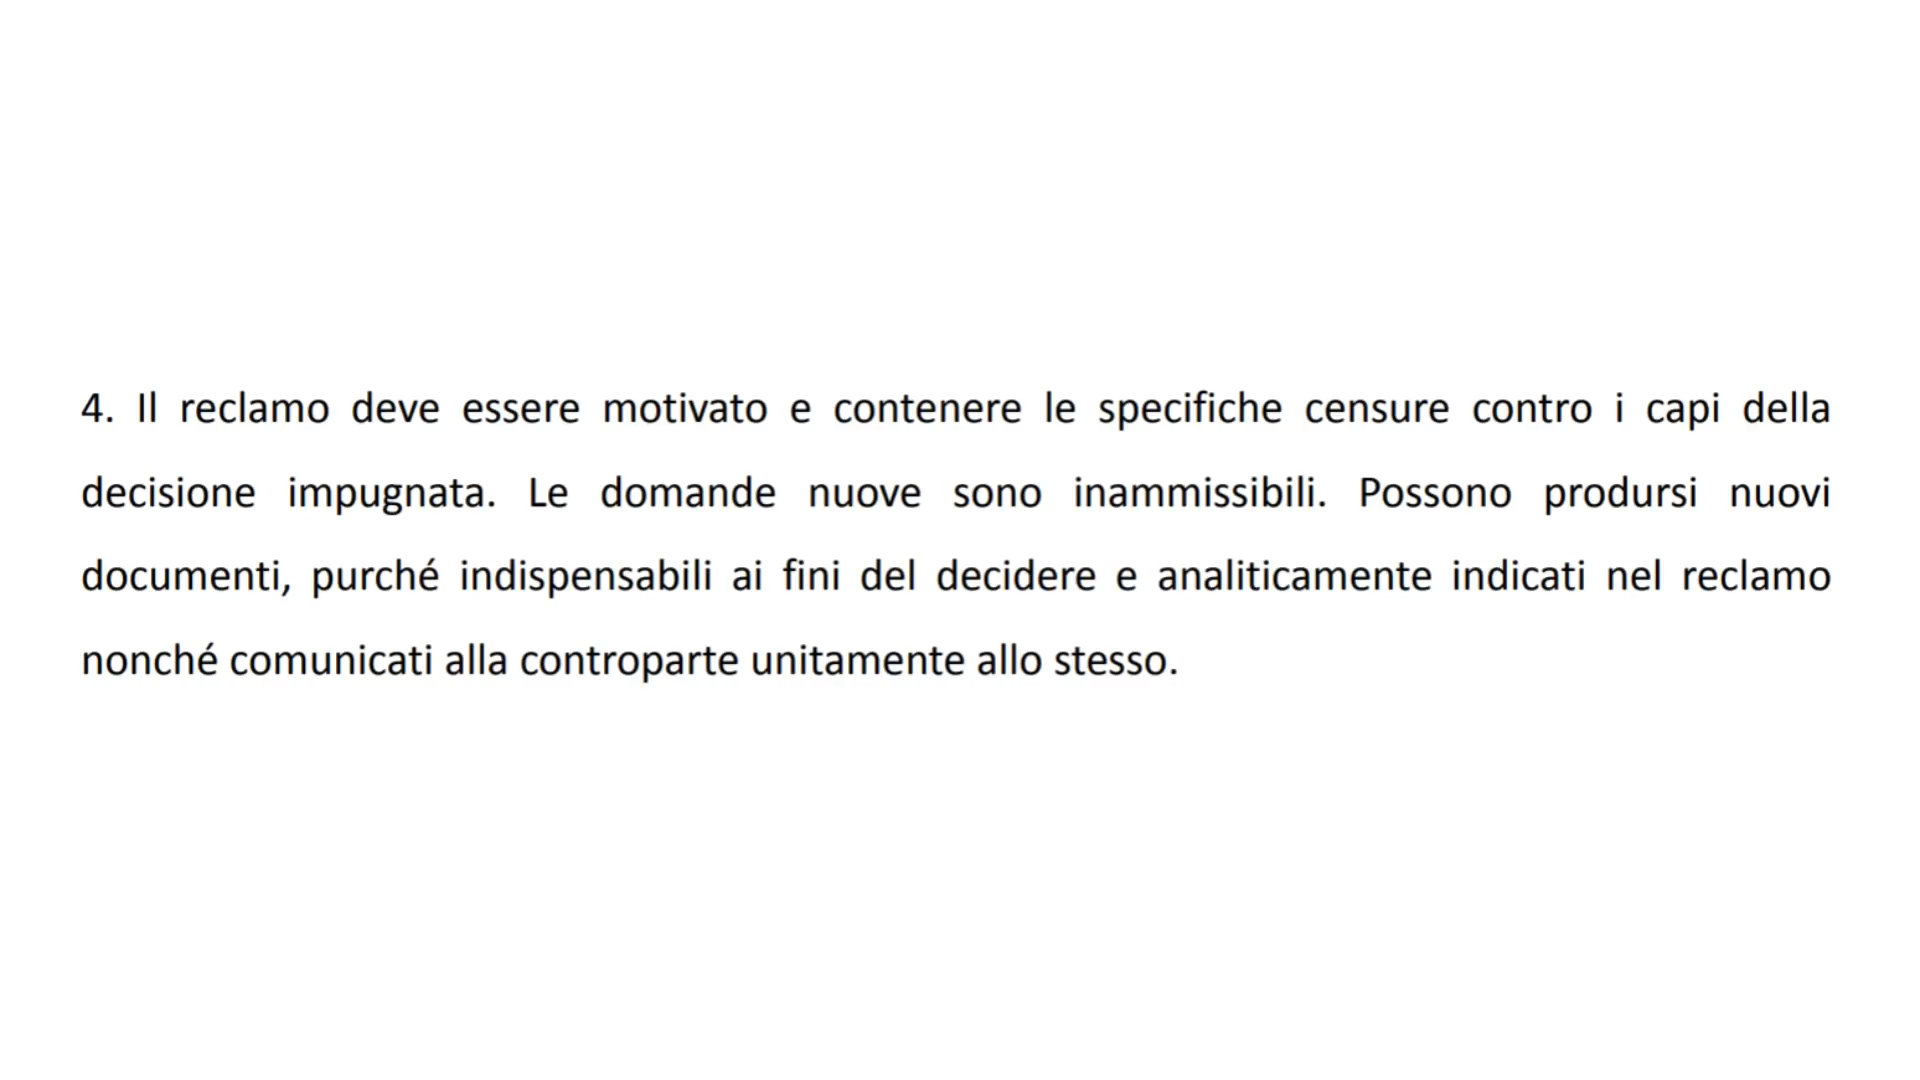 4. Il reclamo deve essere motivato e contenere le specifiche censure contro i capi della
decisione impugnata. Le domande nuove sono inammissibili. Possono prodursi nuovi
documenti, purché indispensabili ai fini del decidere e analiticamente indicati nel reclamo
nonché comunicati alla controparte unitamente allo stesso.